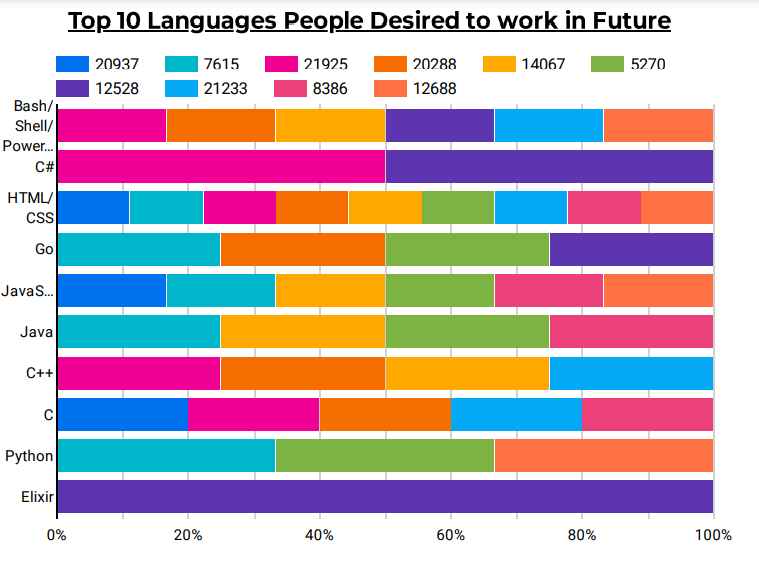 Top 10 Languages People Desired to work in Future
20937 7615 21925 20288 14067 5270
12528 21233 8386 12688
Bash/
Shell/
Power...
C#
HTML/
CSS
Go
JavaS...
Java
C++
C
Python
Elixir
0% 20% 40% 60% 80% 100%